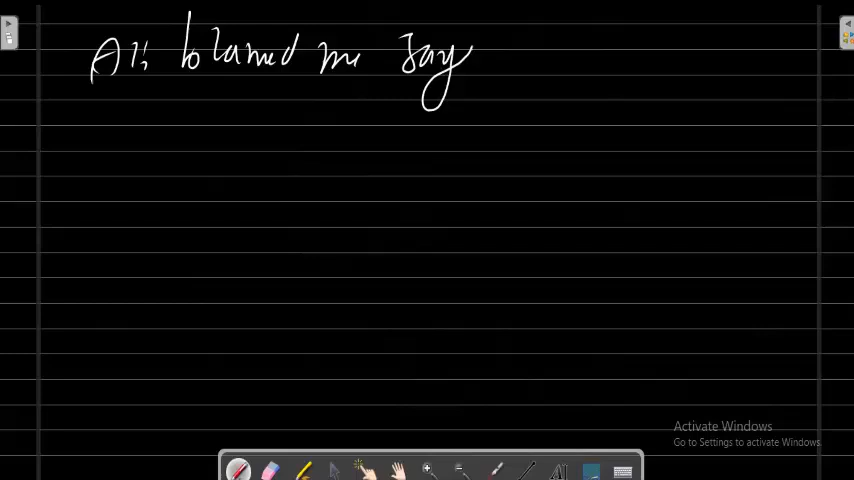 Ali blamed me say
Activate Windows
Go to Settings to activate Windows.